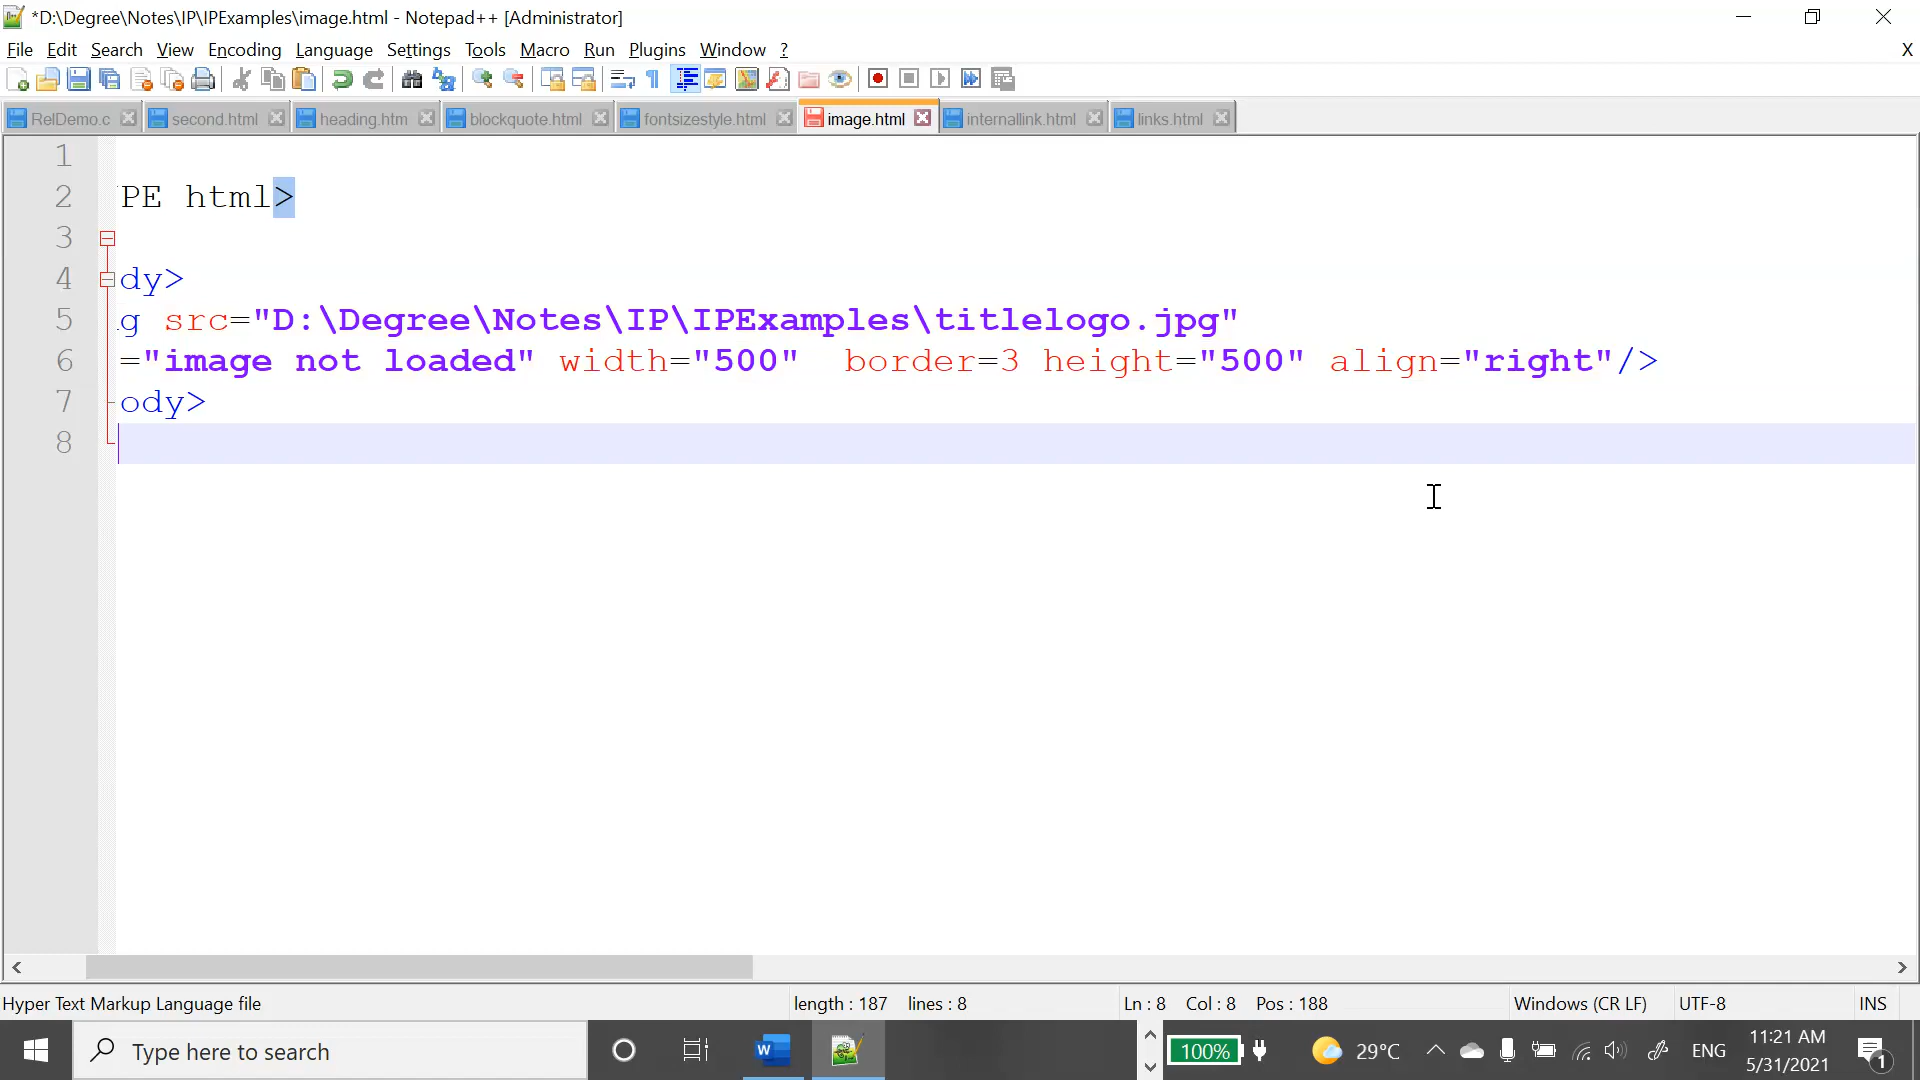 *D:\Degree\Notes\IP\IPExamples\image.html - Notepad++ [Administrator]
File Edit Search View Encoding Language Settings Tools Macro Run Plugins Window ? X
RelDemo.c second.html heading.htm blockquote.html fontsizestyle.html image.html internallink.html links.html
1
2 PE html>
3
4 dy>
5 g src="D:\Degree\Notes\IP\IPExamples\titlelogo.jpg"
6 ="image not loaded" width="500"  border=3 height="500" align="right"/>
7 ody>
8
Hyper Text Markup Language file length : 187 lines : 8 Ln : 8 Col : 8 Pos : 188 Windows (CR LF) UTF-8 INS
Type here to search 100% 29°C ENG 11:21 AM
5/31/2021 1